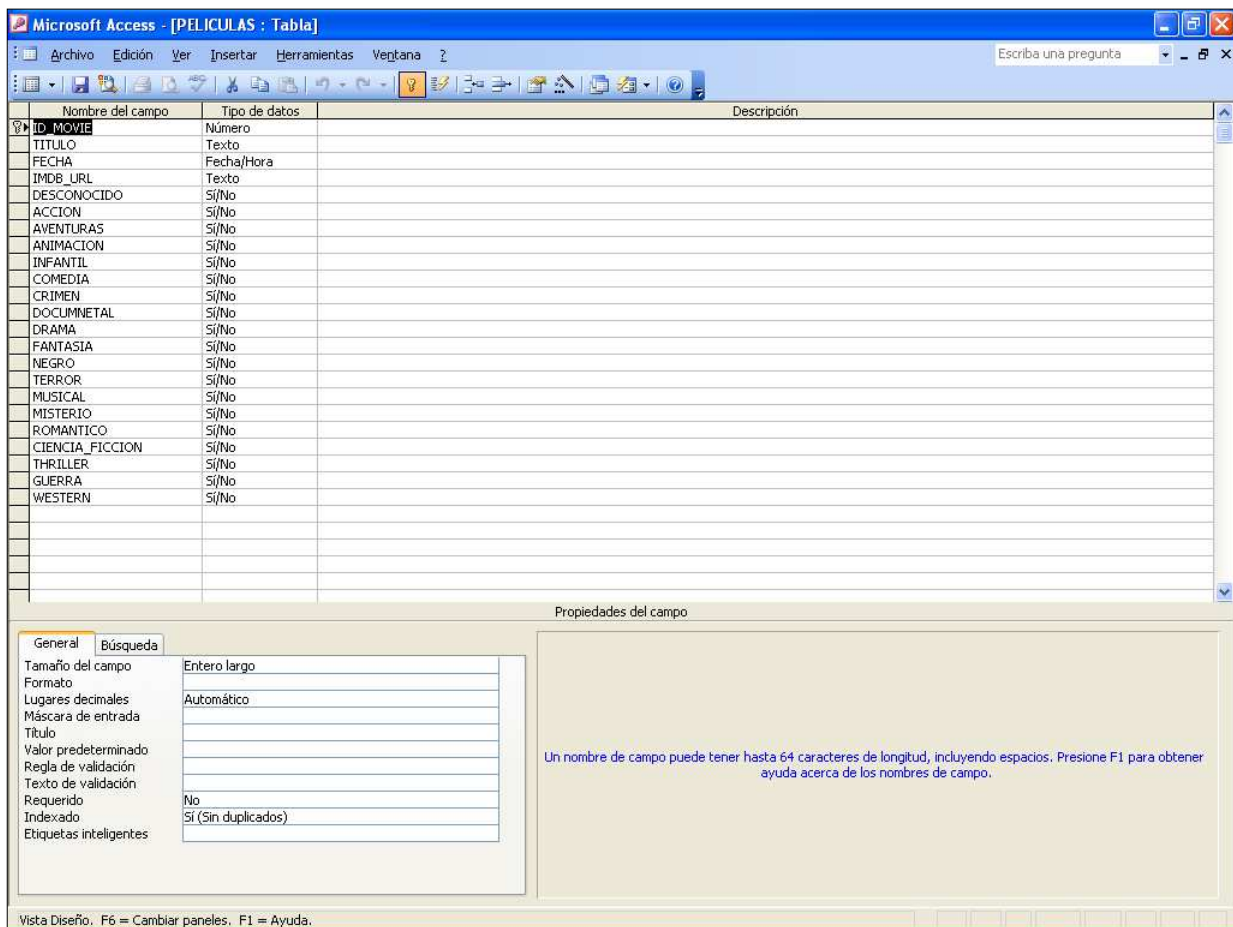 Microsoft Access - [PELICULAS : Tabla]
Archivo Edición Ver Insertar Herramientas Ventana ? Escriba una pregunta
Nombre del campo Tipo de datos Descripción
ID_MOVIE Número
TITULO Texto
FECHA Fecha/Hora
IMDB_URL Texto
DESCONOCIDO Sí/No
ACCION Sí/No
AVENTURAS Sí/No
ANIMACION Sí/No
INFANTIL Sí/No
COMEDIA Sí/No
CRIMEN Sí/No
DOCUMNETAL Sí/No
DRAMA Sí/No
FANTASIA Sí/No
NEGRO Sí/No
TERROR Sí/No
MUSICAL Sí/No
MISTERIO Sí/No
ROMANTICO Sí/No
CIENCIA_FICCION Sí/No
THRILLER Sí/No
GUERRA Sí/No
WESTERN Sí/No
Propiedades del campo
General Búsqueda
Tamaño del campo Entero largo
Formato
Lugares decimales Automático
Máscara de entrada
Título
Valor predeterminado
Regla de validación
Texto de validación
Requerido No
Indexado Sí (Sin duplicados)
Etiquetas inteligentes
Un nombre de campo puede tener hasta 64 caracteres de longitud, incluyendo espacios. Presione F1 para obtener
ayuda acerca de los nombres de campo.
Vista Diseño. F6 = Cambiar paneles. F1 = Ayuda.